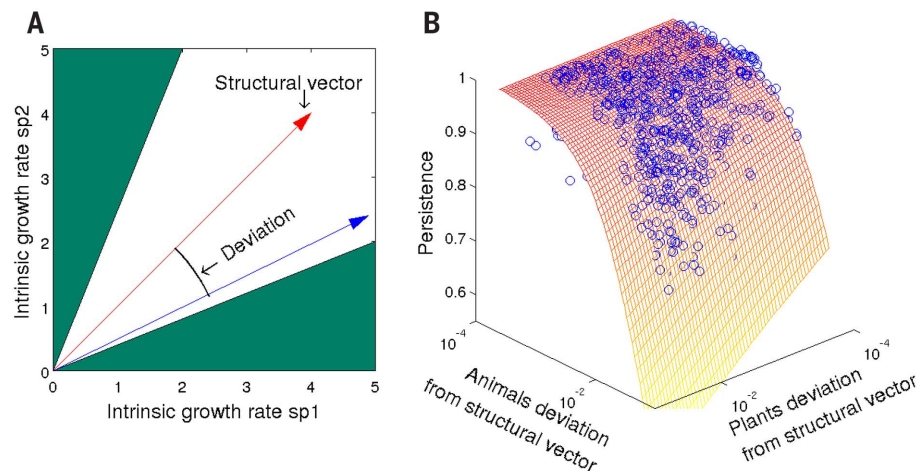 A
5
4
3
2
1
0
0 1 2 3 4 5
Intrinsic growth rate sp2
Intrinsic growth rate sp1
Structural vector
Deviation
B
1
0.9
0.8
0.7
0.6
Persistence
10-4
10-2
Animals deviation
from structural vector
10-2
10-4
Plants deviation
from structural vector